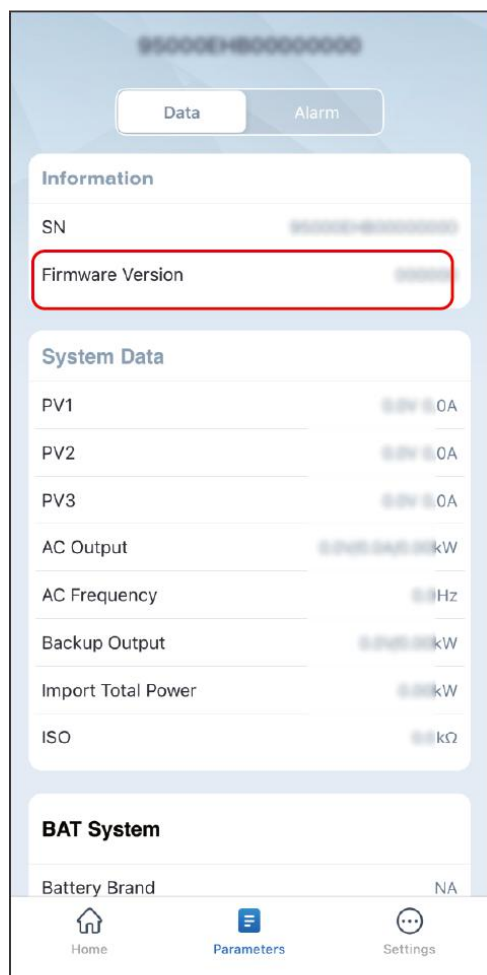 Data Alarm
Information
SN
Firmware Version
System Data
PV1 0A
PV2 0A
PV3 0A
AC Output kW
AC Frequency Hz
Backup Output kW
Import Total Power kW
ISO kΩ
BAT System
Battery Brand NA
Home Parameters Settings